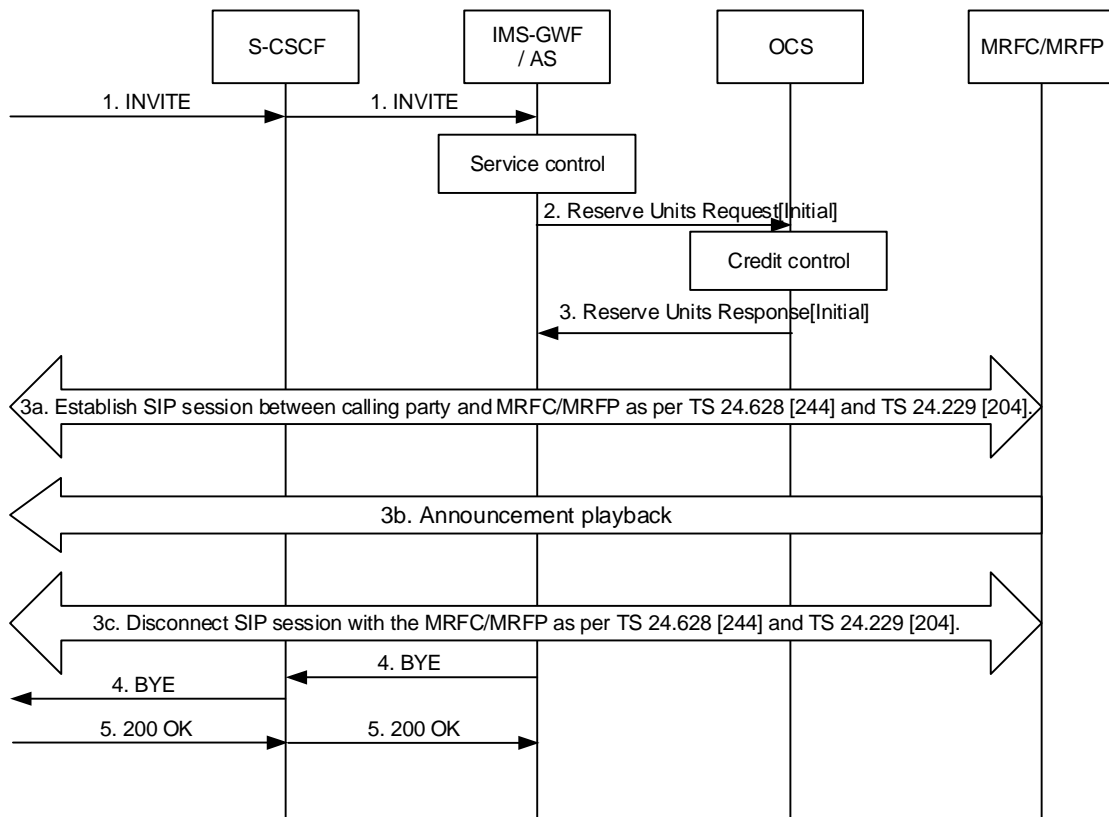 S-CSCF
IMS-GWF
/ AS
OCS
MRFC/MRFP
1. INVITE
1. INVITE
Service control
2. Reserve Units Request[Initial]
Credit control
3. Reserve Units Response[Initial]
3a. Establish SIP session between calling party and MRFC/MRFP as per TS 24.628 [244] and TS 24.229 [204].
3b. Announcement playback
3c. Disconnect SIP session with the MRFC/MRFP as per TS 24.628 [244] and TS 24.229 [204].
4. BYE
4. BYE
5. 200 OK
5. 200 OK